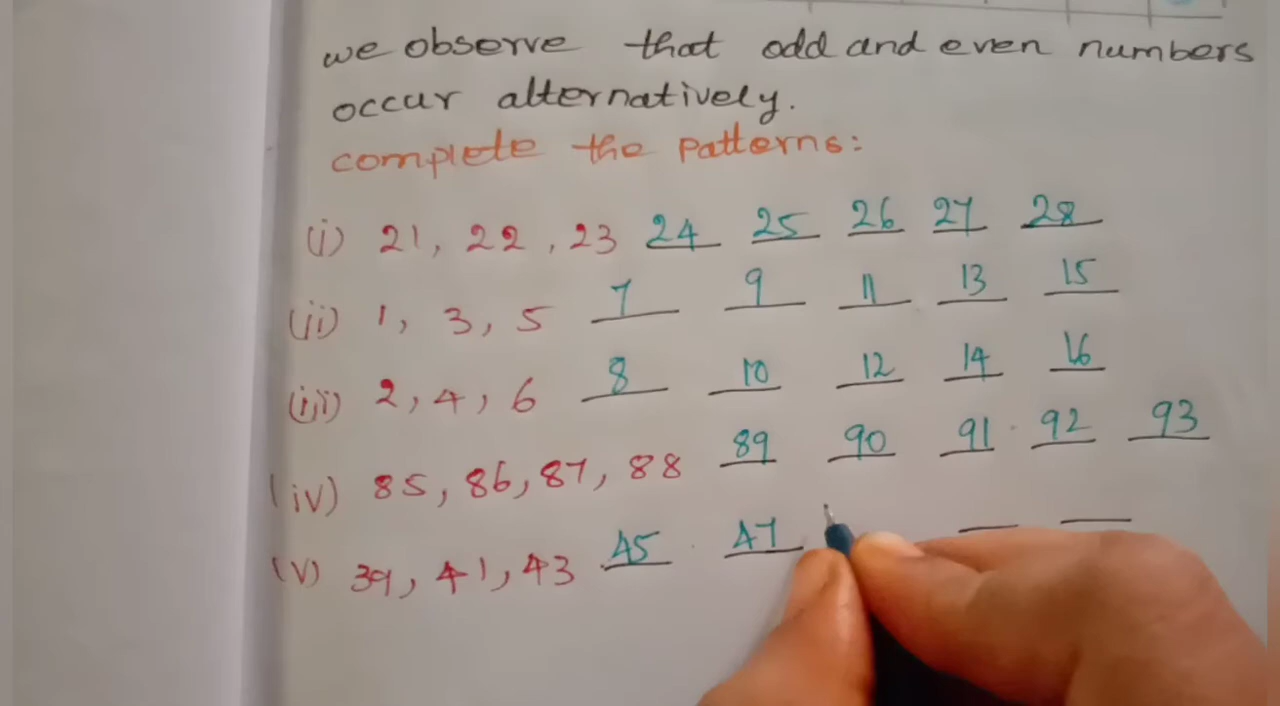 we observe that odd and even numbers
occur alternatively.
complete the patterns:
(i) 21, 22, 23 24 25 26 27 28
(ii) 1, 3, 5 7 9 11 13 15
(iii) 2, 4, 6 8 10 12 14 16
(iv) 85, 86, 87, 88 89 90 91 92 93
(v) 39, 41, 43 45 47